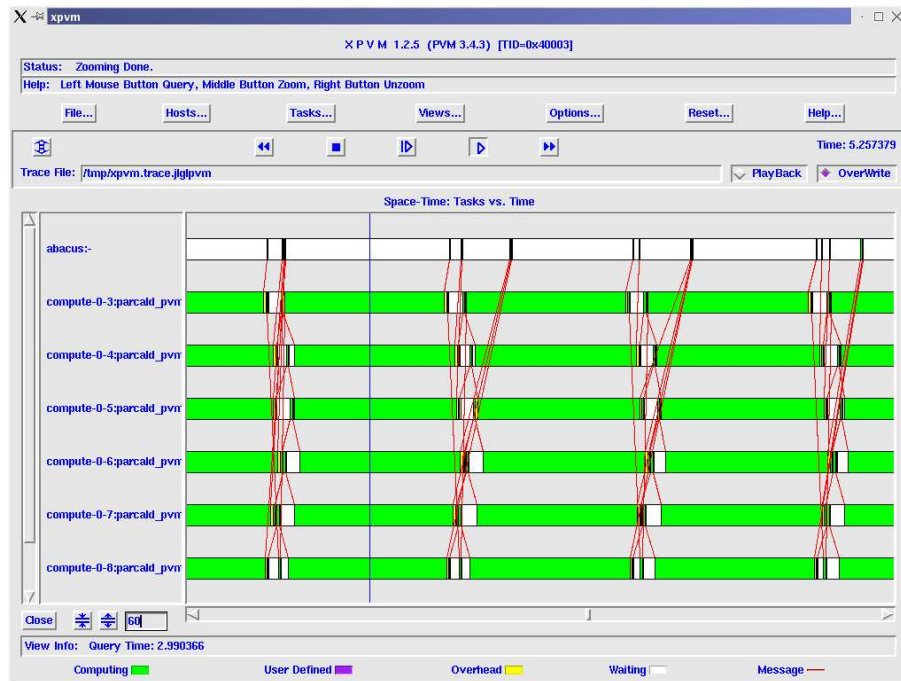 xpvm
X P V M 1.2.5 (PVM 3.4.3) [TID=0x40003]
Status: Zooming Done.
Help: Left Mouse Button Query, Middle Button Zoom, Right Button Unzoom
File... Hosts... Tasks... Views... Options... Reset... Help...
Time: 5.257379
Trace File: /tmp/xpvm.trace.jlglpvm PlayBack OverWrite
Space-Time: Tasks vs. Time
abacus:-
compute-0-3:parcald_pvm
compute-0-4:parcald_pvm
compute-0-5:parcald_pvm
compute-0-6:parcald_pvm
compute-0-7:parcald_pvm
compute-0-8:parcald_pvm
Close 60
View Info: Query Time: 2.990366
Computing User Defined Overhead Waiting Message